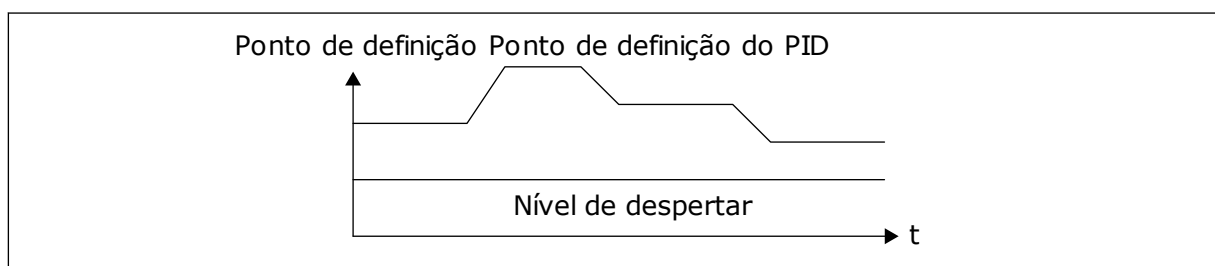 Ponto de definição Ponto de definição do PID
Nível de despertar
t